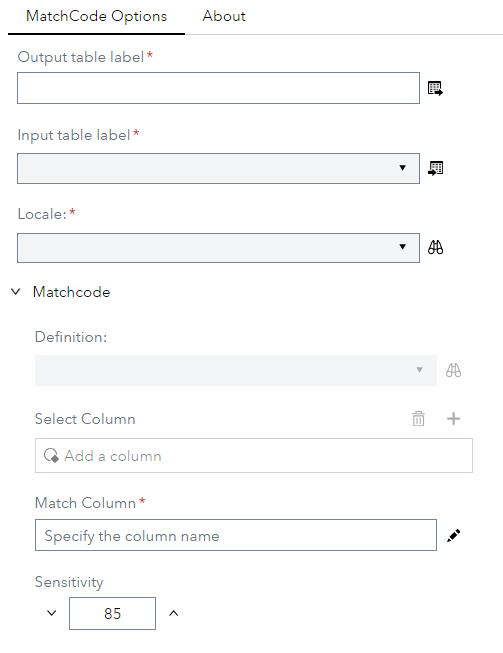 MatchCode Options About
Output table label*
Input table label*
Locale:*
Matchcode
Definition:
Select Column
Add a column
Match Column*
Specify the column name
Sensitivity
85